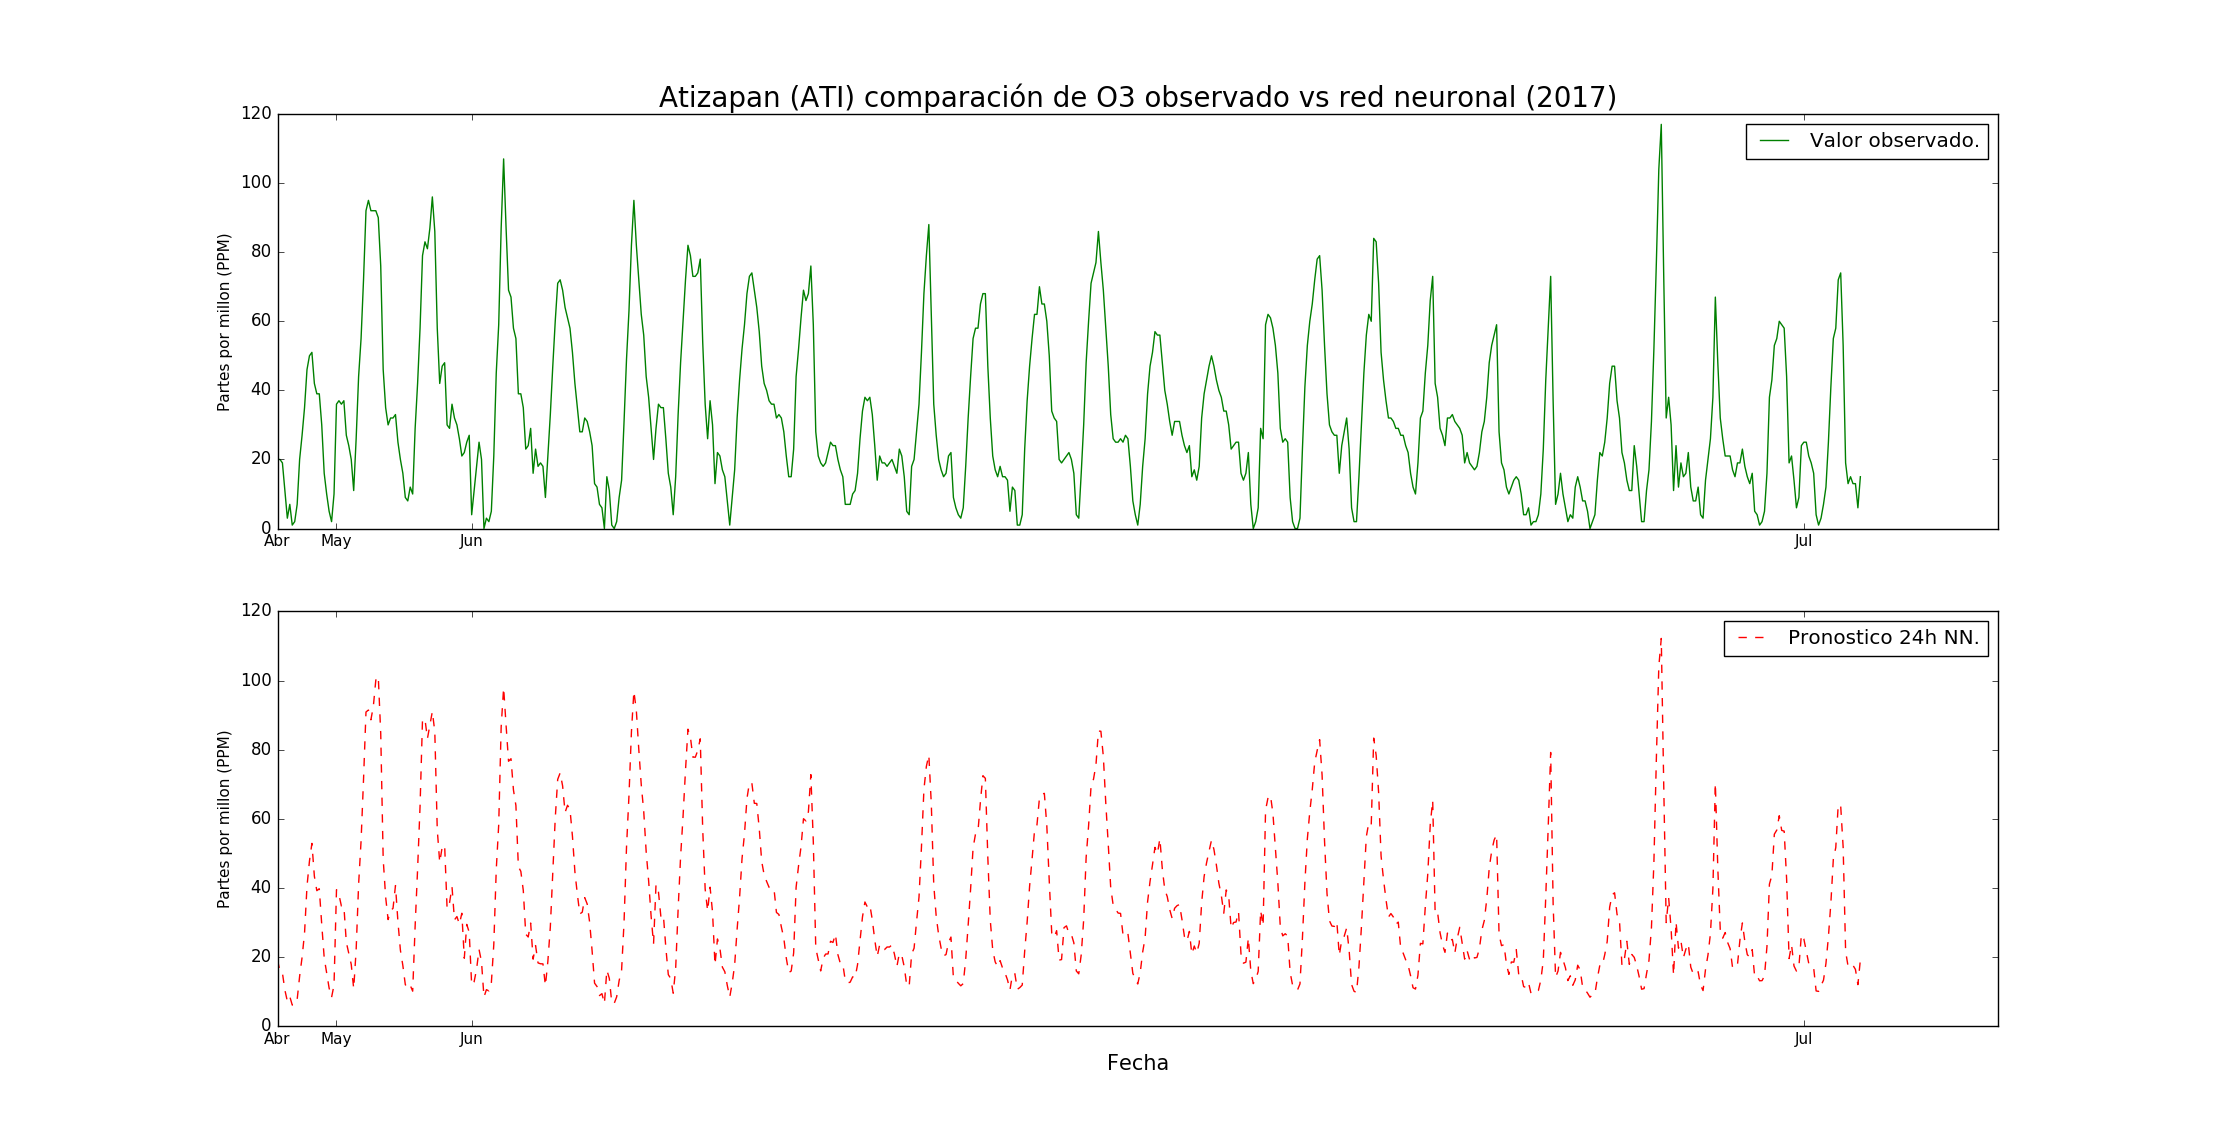 Atizapan (ATI) comparación de O3 observado vs red neuronal (2017)
Valor observado.
Partes por millon (PPM)
120
100
80
60
40
20
0
Abr May Jun Jul
Pronostico 24h NN.
Partes por millon (PPM)
120
100
80
60
40
20
0
Abr May Jun Jul
Fecha